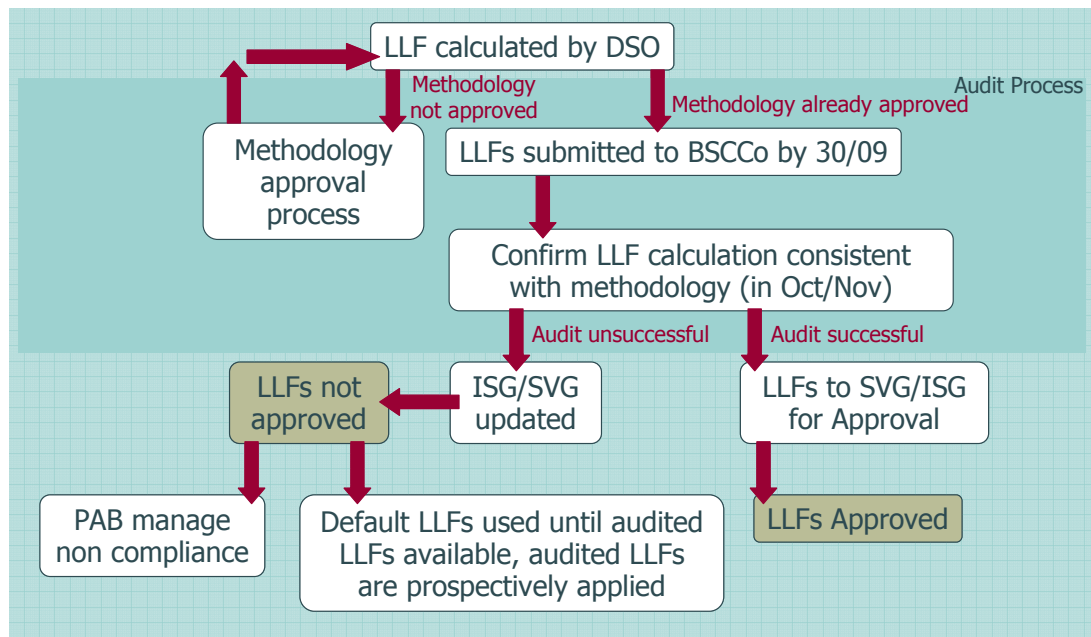 LLF calculated by DSO
Audit Process
Methodology
not approved
Methodology already approved
Methodology
approval
process
LLFs submitted to BSCCo by 30/09
Confirm LLF calculation consistent
with methodology (in Oct/Nov)
Audit unsuccessful
Audit successful
LLFs not
approved
ISG/SVG
updated
LLFs to SVG/ISG
for Approval
PAB manage
non compliance
Default LLFs used until audited
LLFs available, audited LLFs
are prospectively applied
LLFs Approved